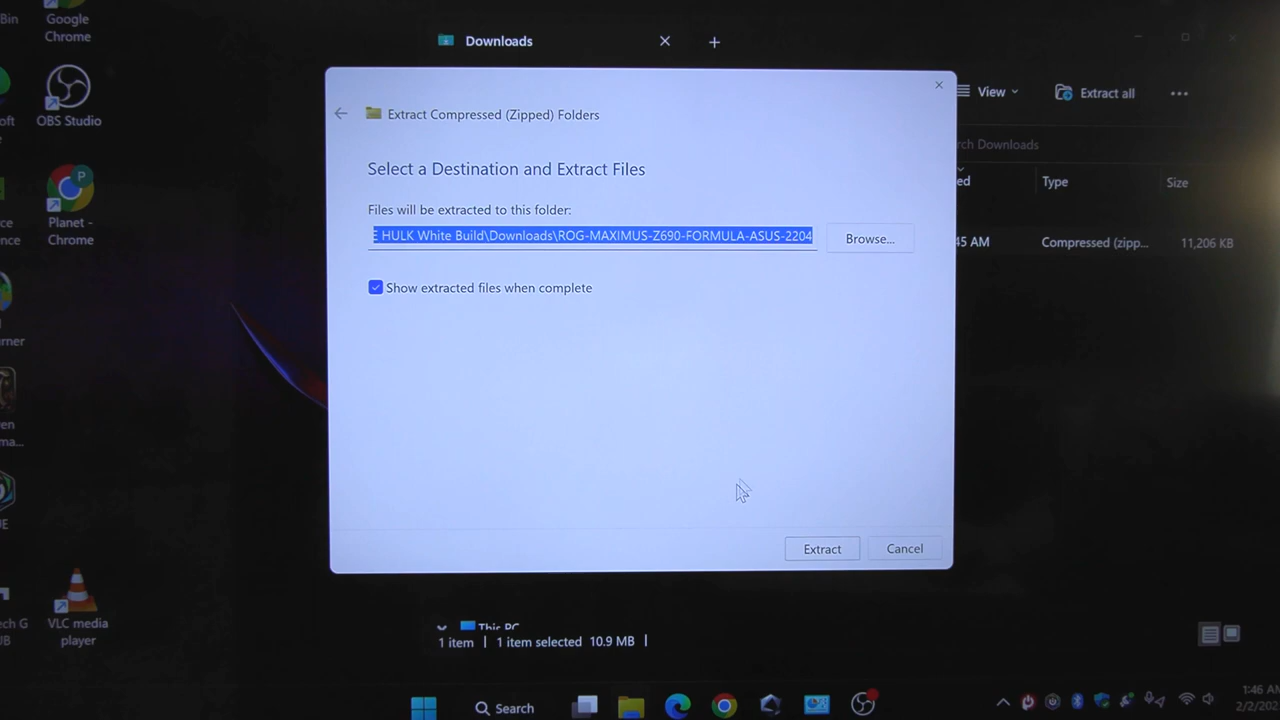 Bin
Google
Chrome
OBS Studio
Planet -
Chrome
VLC media
player
Downloads
View
Extract all
Downloads
Type
Size
45 AM
Compressed (zipp...
11,206 KB
Extract Compressed (Zipped) Folders
Select a Destination and Extract Files
Files will be extracted to this folder:
E HULK White Build\Downloads\ROG-MAXIMUS-Z690-FORMULA-ASUS-2204
Browse...
Show extracted files when complete
Extract
Cancel
This PC
1 item | 1 item selected 10.9 MB |
Search
1:46 AM
2/2/202